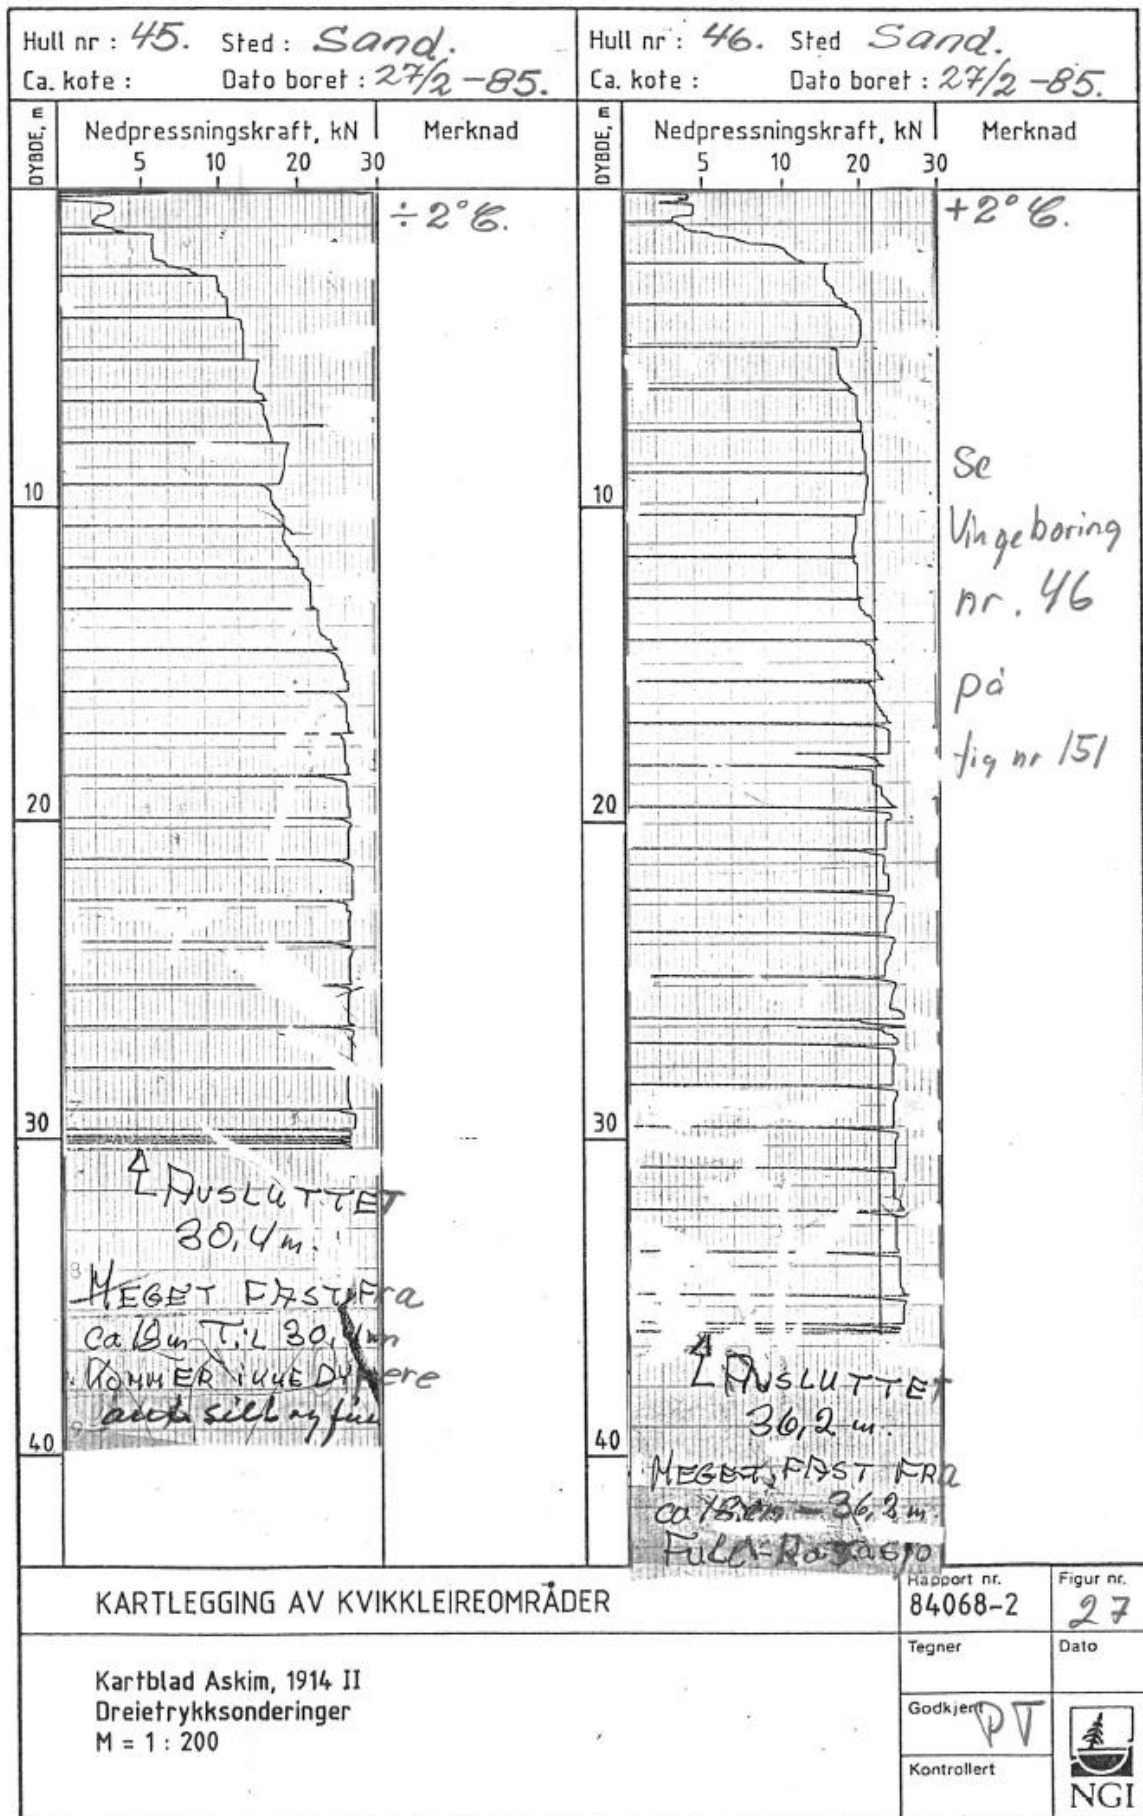 Hull nr : 45. Sted : Sand.
Ca. kote : Dato boret : 27/2 -85.
DYBDE, m
Nedpressningskraft, kN
Merknad
5 10 20 30
÷ 2° C.
10
20
30
40
AVSLUTTET
30,4 m.
MEGET FAST Fra
ca TIL 30,
KOMMER IKKE
Hull nr : 46. Sted Sand.
Ca. kote : Dato boret : 27/2 -85.
DYBDE, m
Nedpressningskraft, kN
Merknad
5 10 20 30
+2° C.
Se
Vingeboring
nr. 46
på
fig nr 151
10
20
30
40
AVSLUTTET
36,2 m.
MEGET FAST FRA
ca - 36,2 m
FULL
KARTLEGGING AV KVIKKLEIREOMRÅDER
Rapport nr.
84068-2
Figur nr.
27
Kartblad Askim, 1914 II
Dreietrykksonderinger
M = 1 : 200
Tegner
Dato
Godkjent PT
Kontrollert
NGI